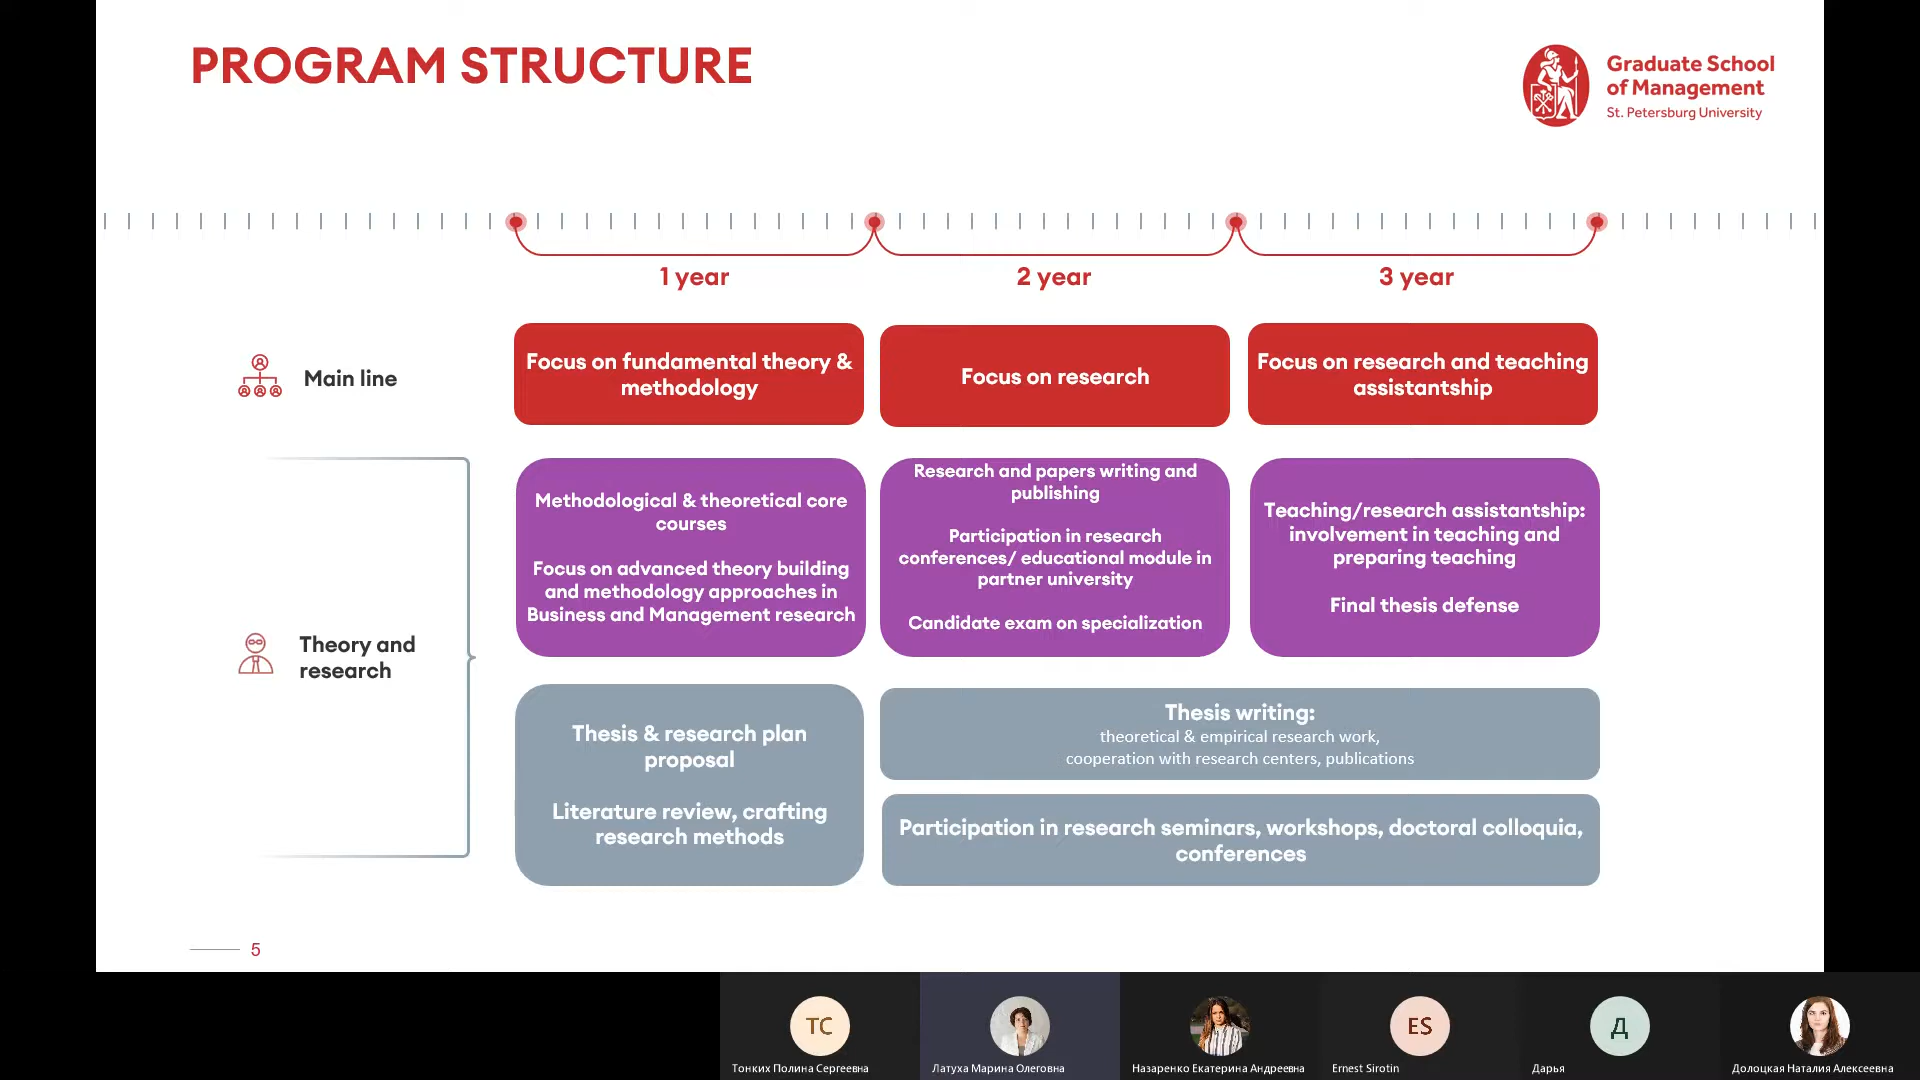 PROGRAM STRUCTURE
Graduate School
of Management
St. Petersburg University
1 year
2 year
3 year
Main line
Focus on fundamental theory &
methodology
Focus on research
Focus on research and teaching
assistantship
Theory and
research
Methodological & theoretical core
courses
Focus on advanced theory building
and methodology approaches in
Business and Management research
Research and papers writing and
publishing
Participation in research
conferences/ educational module in
partner university
Candidate exam on specialization
Teaching/research assistantship:
involvement in teaching and
preparing teaching
Final thesis defense
Thesis & research plan
proposal
Literature review, crafting
research methods
Thesis writing:
theoretical & empirical research work,
cooperation with research centers, publications
Participation in research seminars, workshops, doctoral colloquia,
conferences
5
ТС
ES
Д
Тонких Полина Сергеевна
Латуха Марина Олеговна
Назаренко Екатерина Андреевна
Ernest Sirotin
Дарья
Долоцкая Наталия Алексеевна